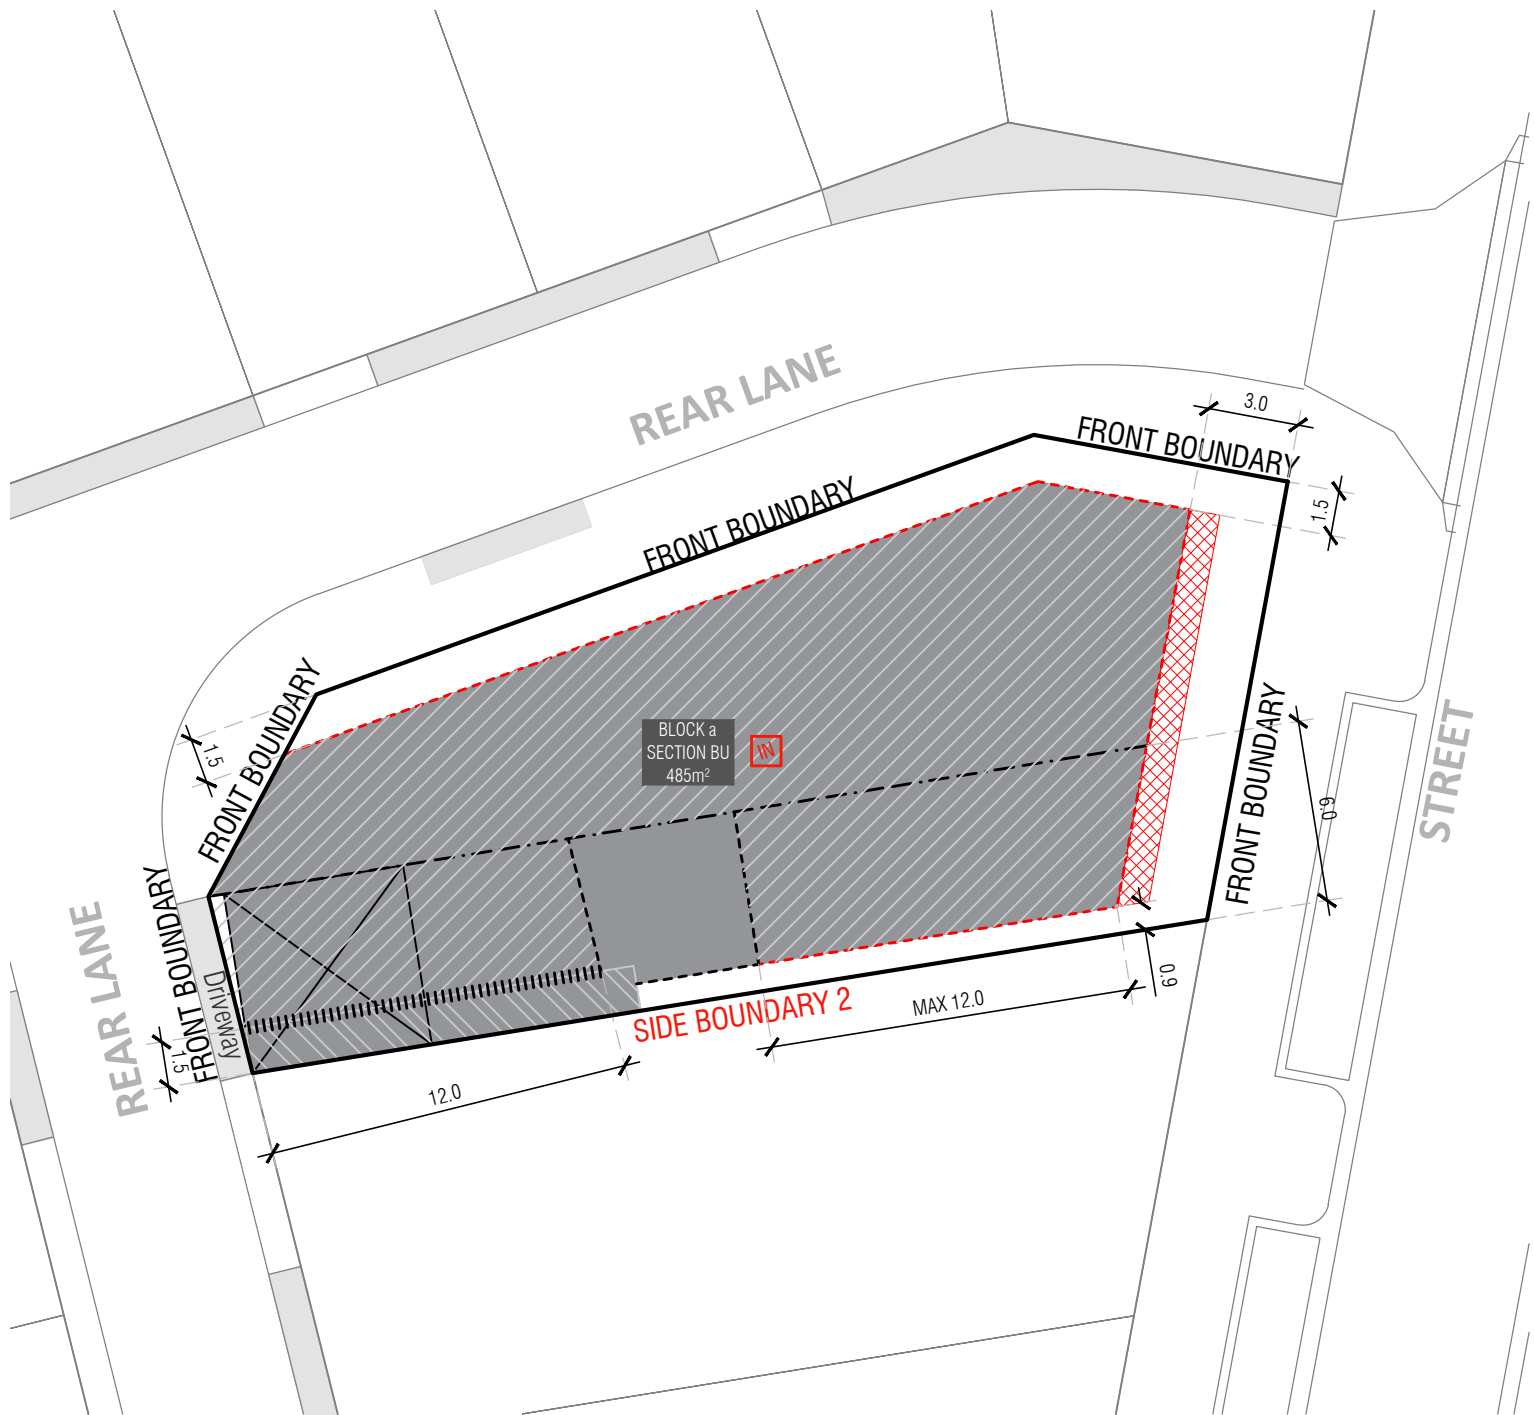 REAR LANE
3.0
FRONT BOUNDARY
FRONT BOUNDARY
1.5
FRONT BOUNDARY
1.5
BLOCK a
SECTION BU
485m²
IN
FRONT BOUNDARY
6.0
STREET
FRONT BOUNDARY
REAR LANE
Driveway
1.5
SIDE BOUNDARY 2
MAX 12.0
0.9
12.0